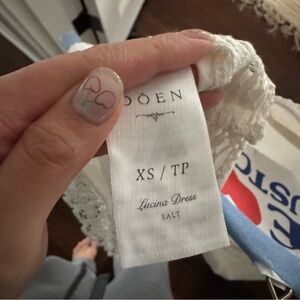 DÔEN
XS / TP
Lucina Dress
SALT